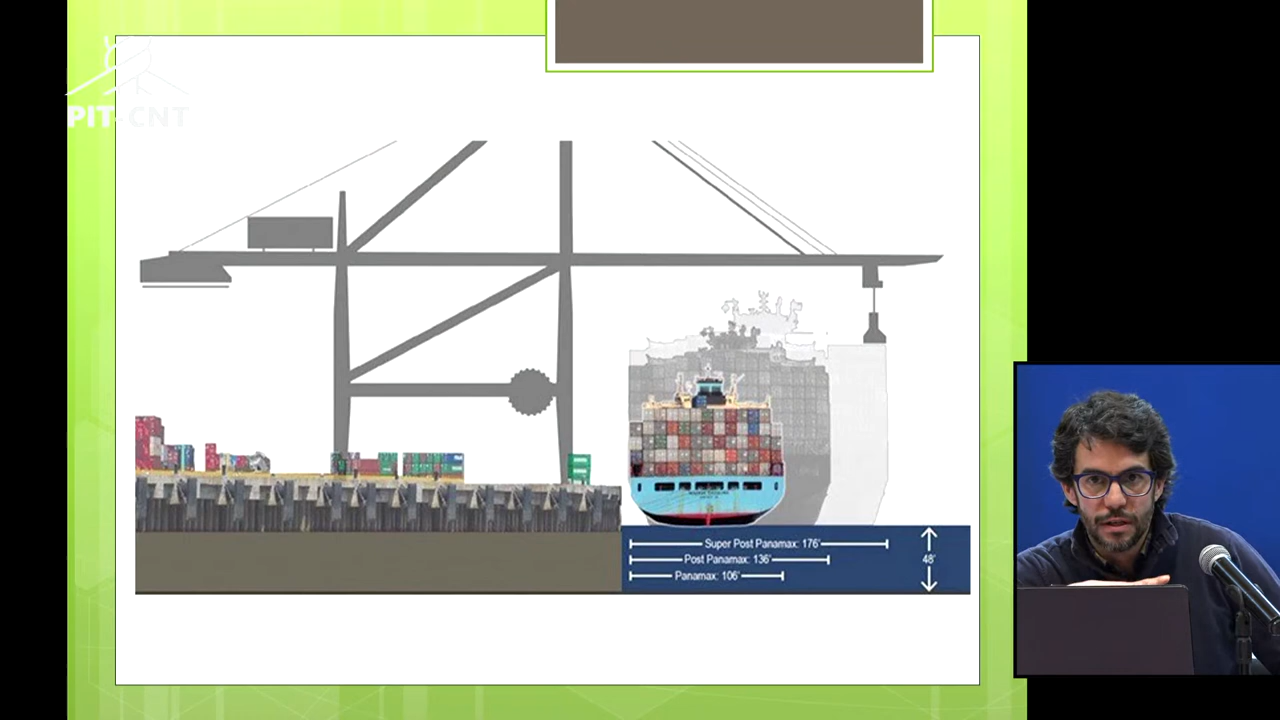 PIT-CNT
Super Post Panamax: 176'
Post Panamax: 136'
48'
Panamax: 106'